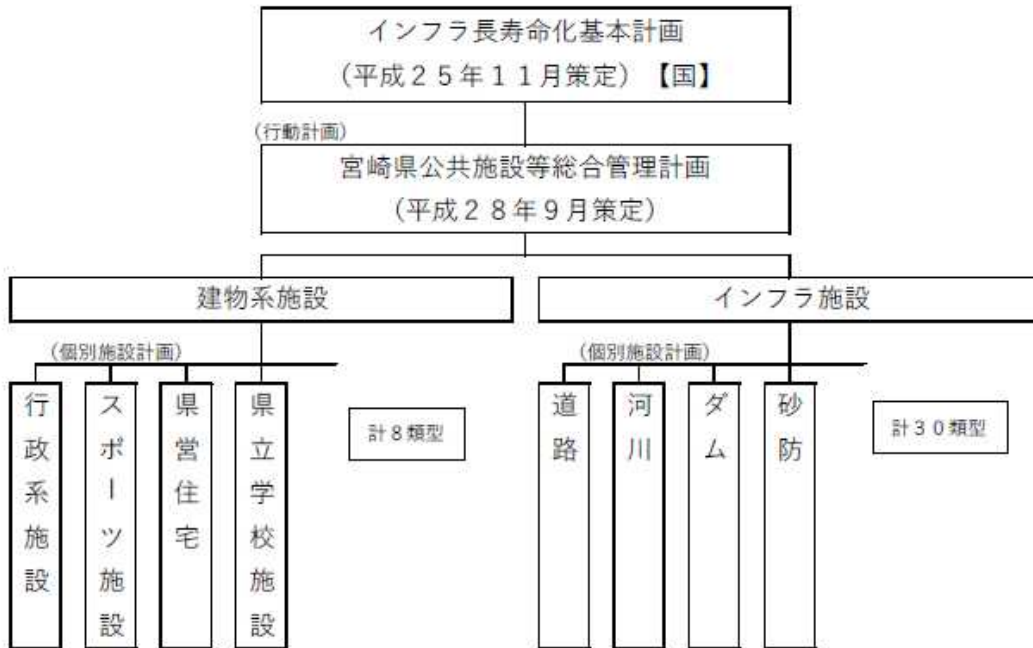 インフラ長寿命化基本計画
(平成２５年１１月策定)【国】
(行動計画)
宮崎県公共施設等総合管理計画
(平成２８年９月策定)
建物系施設
インフラ施設
(個別施設計画)
(個別施設計画)
行政系施設
スポーツ施設
県営住宅
県立学校施設
計８類型
道路
河川
ダム
砂防
計３０類型